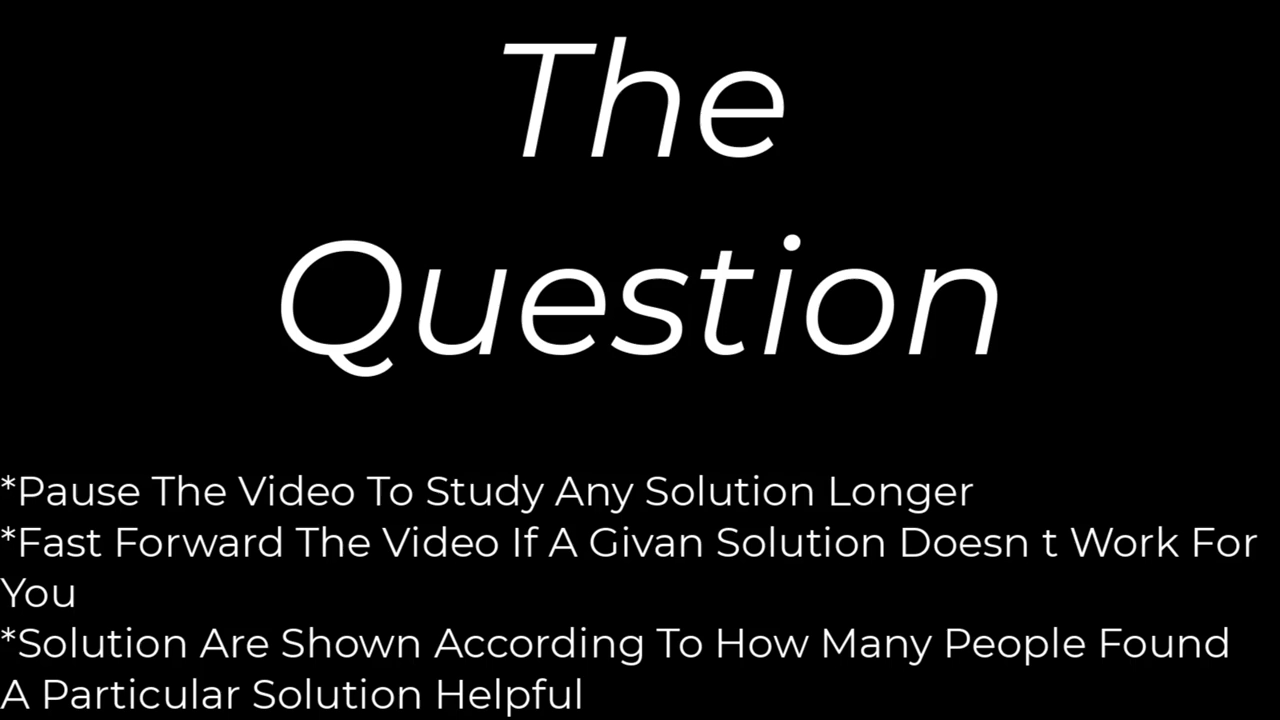 The
Question
*Pause The Video To Study Any Solution Longer
*Fast Forward The Video If A Givan Solution Doesn t Work For
You
*Solution Are Shown According To How Many People Found
A Particular Solution Helpful